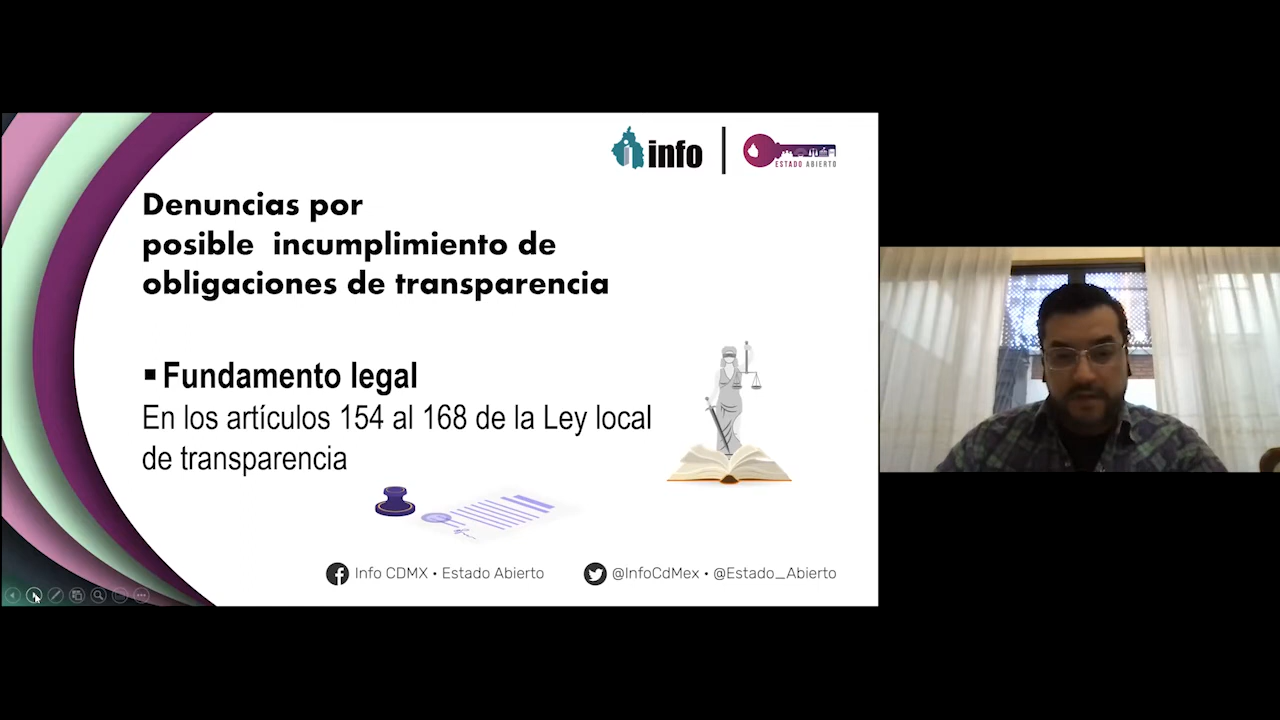 info
ESTADO ABIERTO
Denuncias por
posible incumplimiento de
obligaciones de transparencia
▪ Fundamento legal
En los artículos 154 al 168 de la Ley local
de transparencia
Info CDMX • Estado Abierto
@InfoCdMex • @Estado_Abierto